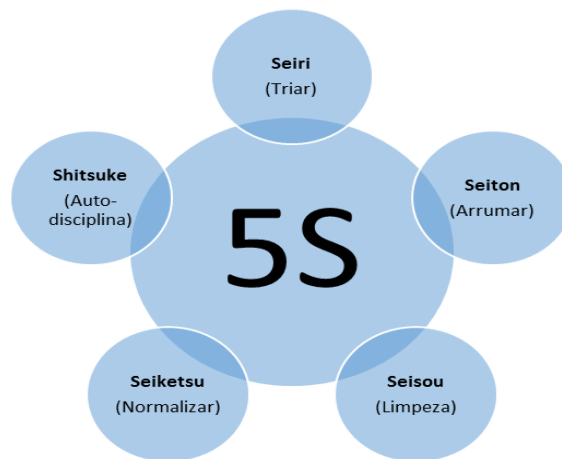 Seiri
(Triar)
Shitsuke
(Auto-
disciplina)
Seiton
(Arrumar)
5S
Seiketsu
(Normalizar)
Seisou
(Limpeza)